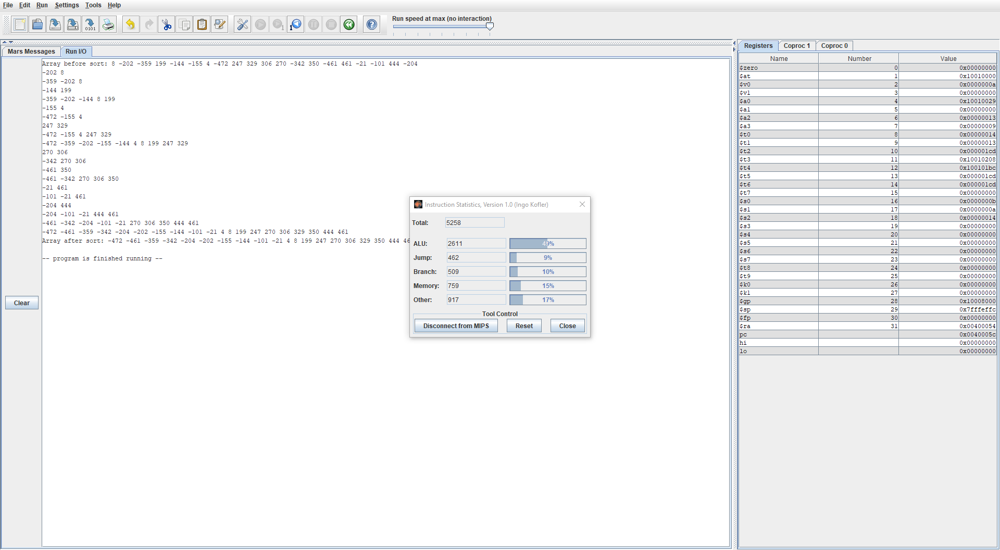 File Edit Run Settings Tools Help
Run speed at max (no interaction)
Mars Messages Run I/O
Array before sort: 8 -202 -359 199 -144 -155 4 -472 247 329 306 270 -342 350 -461 461 -21 -101 444 -204
-202 8
-359 -202 8
-144 199
-359 -202 -144 8 199
-155 4
-472 -155 4
247 329
-472 -155 4 247 329
-472 -359 -202 -155 -144 4 8 199 247 329
270 306
-342 270 306
-461 350
-461 -342 270 306 350
-21 461
-101 -21 461
-204 444
-204 -101 -21 444 461
-461 -342 -204 -101 -21 270 306 350 444 461
-472 -461 -359 -342 -204 -202 -155 -144 -101 -21 4 8 199 247 270 306 329 350 444 461
Array after sort: -472 -461 -359 -342 -204 -202 -155 -144 -101 -21 4 8 199 247 270 306 329 350 444 46
-- program is finished running --
Clear
Instruction Statistics, Version 1.0 (Ingo Kofler)
Total: 5258
ALU: 2611 49%
Jump: 462 9%
Branch: 509 10%
Memory: 759 15%
Other: 917 17%
Tool Control
Disconnect from MIPS Reset Close
Registers Coproc 1 Coproc 0
Name Number Value
$zero 0 0x00000000
$at 1 0x10010000
$v0 2 0x0000000a
$v1 3 0x00000000
$a0 4 0x10010029
$a1 5 0x00000000
$a2 6 0x00000013
$a3 7 0x00000009
$t0 8 0x00000014
$t1 9 0x00000013
$t2 10 0x000001cd
$t3 11 0x10010208
$t4 12 0x100101bc
$t5 13 0x000001cd
$t6 14 0x000001cd
$t7 15 0x00000000
$s0 16 0x0000000b
$s1 17 0x0000000a
$s2 18 0x00000014
$s3 19 0x00000000
$s4 20 0x00000000
$s5 21 0x00000000
$s6 22 0x00000000
$s7 23 0x00000000
$t8 24 0x00000000
$t9 25 0x00000000
$k0 26 0x00000000
$k1 27 0x00000000
$gp 28 0x10008000
$sp 29 0x7fffeffc
$fp 30 0x00000000
$ra 31 0x00400054
pc 0x0040005c
hi 0x00000000
lo 0x00000000